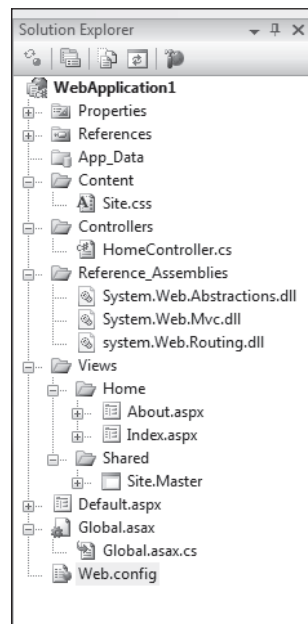 Solution Explorer
WebApplication1
Properties
References
App_Data
Content
Site.css
Controllers
HomeController.cs
Reference_Assemblies
System.Web.Abstractions.dll
System.Web.Mvc.dll
system.Web.Routing.dll
Views
Home
About.aspx
Index.aspx
Shared
Site.Master
Default.aspx
Global.asax
Global.asax.cs
Web.config